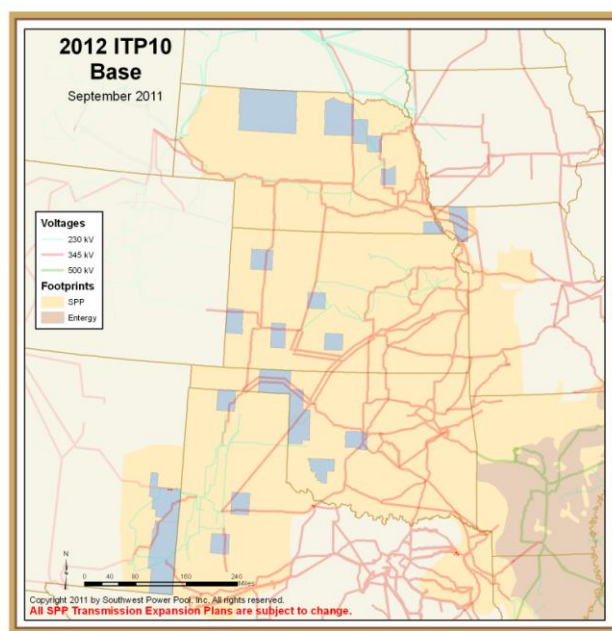 2012 ITP10
Base
September 2011
Voltages
230 kV
345 kV
500 kV
Footprints
SPP
Entergy
N
0 40 80 160 240
Miles
Copyright 2011 by Southwest Power Pool, Inc. All rights reserved.
All SPP Transmission Expansion Plans are subject to change.